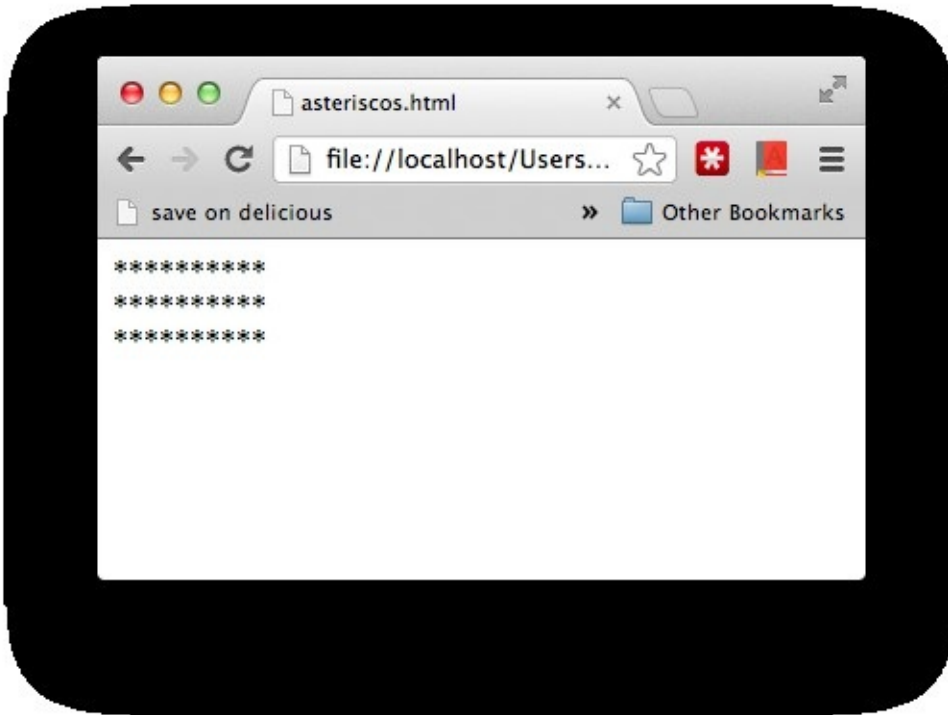 asteriscos.html
file://localhost/Users...
save on delicious » Other Bookmarks
**********
**********
**********